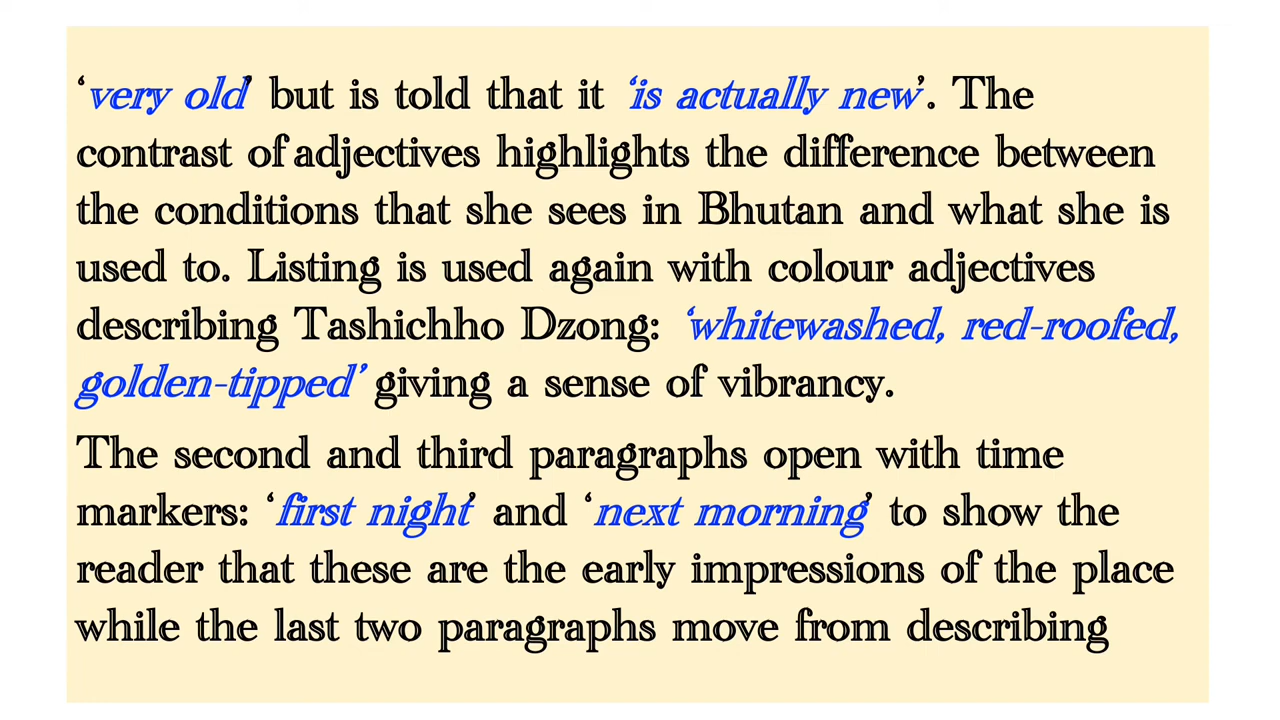 ‘very old’ but is told that it ‘is actually new’. The
contrast of adjectives highlights the difference between
the conditions that she sees in Bhutan and what she is
used to. Listing is used again with colour adjectives
describing Tashichho Dzong: ‘whitewashed, red-roofed,
golden-tipped’ giving a sense of vibrancy.
The second and third paragraphs open with time
markers: ‘first night’ and ‘next morning’ to show the
reader that these are the early impressions of the place
while the last two paragraphs move from describing